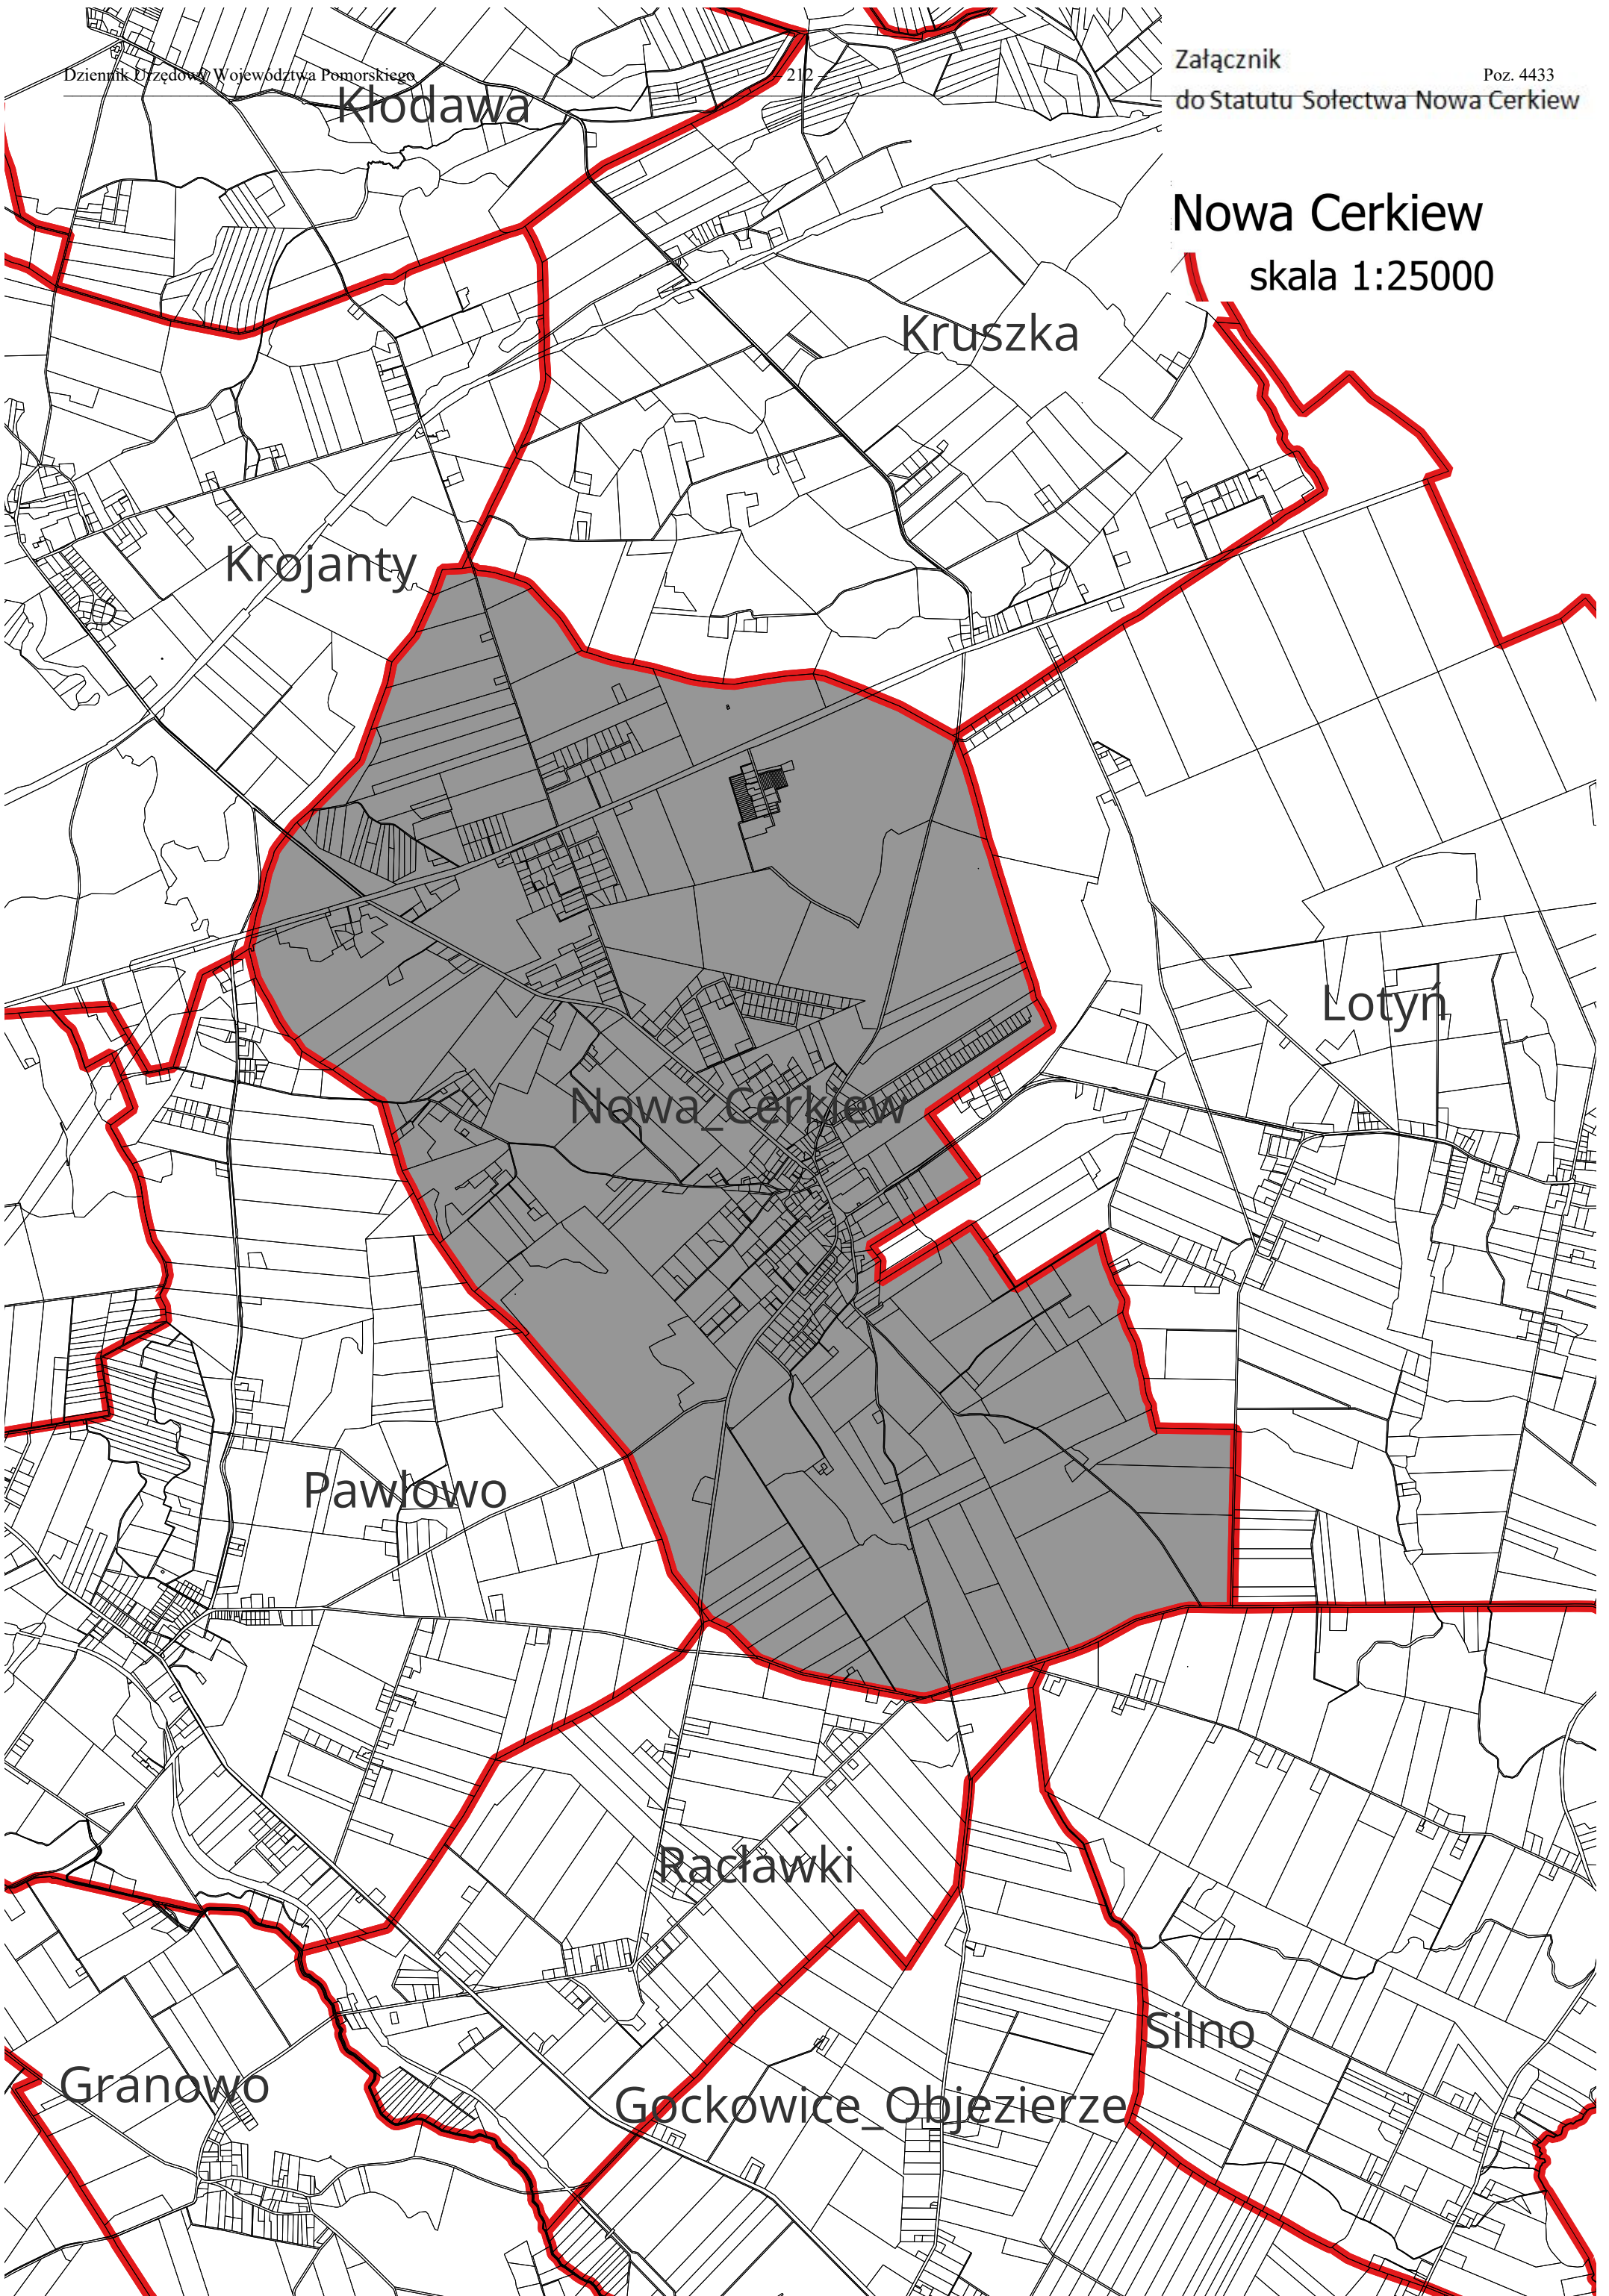 Dziennik Urzędowy Województwa Pomorskiego – 212 – Poz. 4433
Załącznik
do Statutu Sołectwa Nowa Cerkiew
Nowa Cerkiew
skala 1:25000
Kłodawa
Kruszka
Krojanty
Lotyń
Nowa_Cerkiew
Pawłowo
Racławki
Silno
Granowo
Gockowice_Objezierze